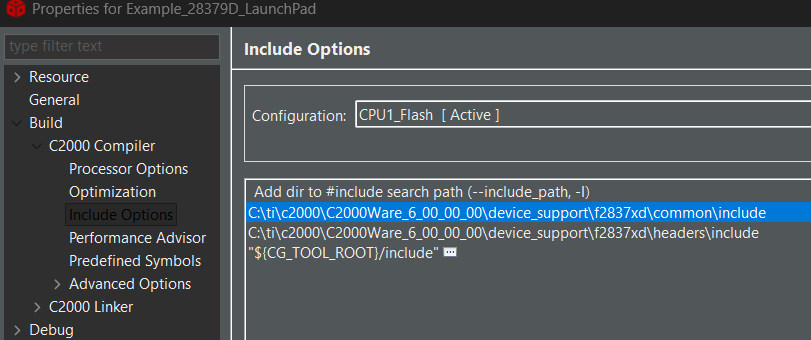 Properties for Example_28379D_LaunchPad
type filter text
Resource
General
Build
C2000 Compiler
Processor Options
Optimization
Include Options
Performance Advisor
Predefined Symbols
Advanced Options
C2000 Linker
Debug
Include Options
Configuration: CPU1_Flash [ Active ]
Add dir to #include search path (--include_path, -I)
C:\ti\c2000\C2000Ware_6_00_00_00\device_support\f2837xd\common\include
C:\ti\c2000\C2000Ware_6_00_00_00\device_support\f2837xd\headers\include
"${CG_TOOL_ROOT}/include"